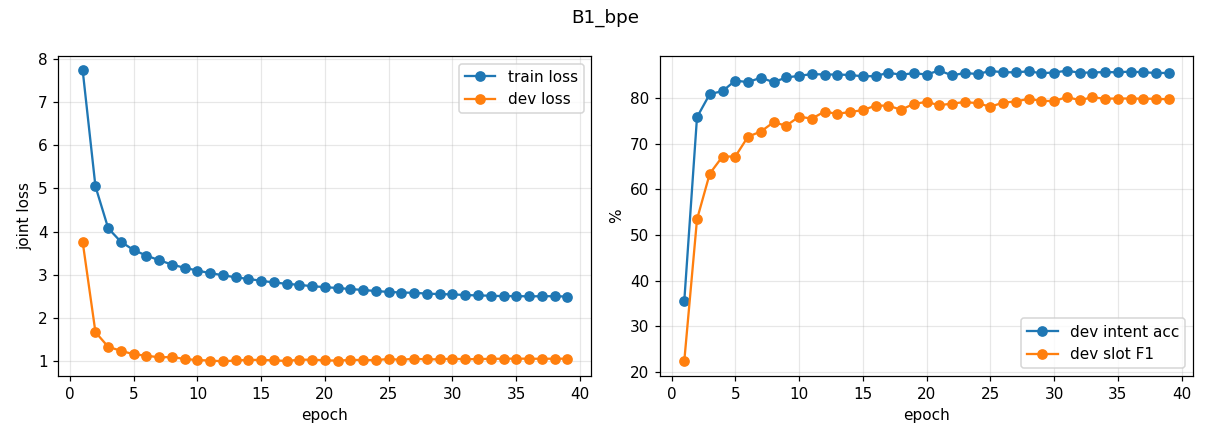 B1_bpe
8
7
6
5
4
3
2
1
joint loss
train loss
dev loss
0 5 10 15 20 25 30 35 40
epoch
80
70
60
50
40
30
20
%
dev intent acc
dev slot F1
0 5 10 15 20 25 30 35 40
epoch